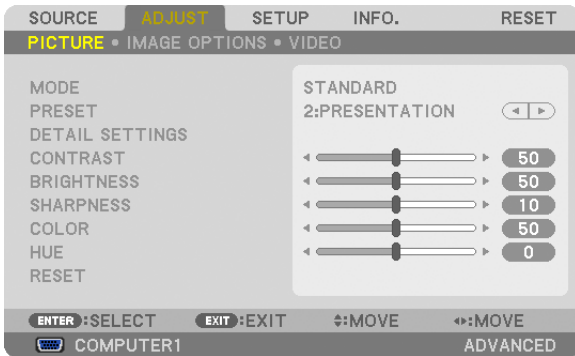 SOURCE ADJUST SETUP INFO. RESET
PICTURE • IMAGE OPTIONS • VIDEO
MODE STANDARD
PRESET 2:PRESENTATION
DETAIL SETTINGS
CONTRAST 50
BRIGHTNESS 50
SHARPNESS 10
COLOR 50
HUE 0
RESET
ENTER :SELECT EXIT :EXIT :MOVE :MOVE
COMPUTER1 ADVANCED